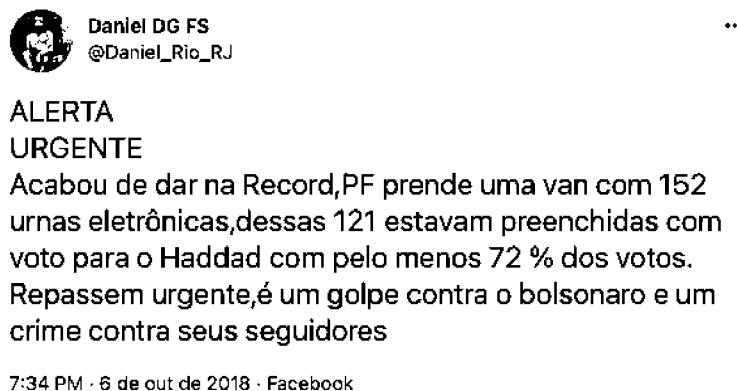 Daniel DG FS
@Daniel_Rio_RJ
ALERTA
URGENTE
Acabou de dar na Record,PF prende uma van com 152
urnas eletrônicas,dessas 121 estavam preenchidas com
voto para o Haddad com pelo menos 72 % dos votos.
Repassem urgente,é um golpe contra o bolsonaro e um
crime contra seus seguidores
7:34 PM · 6 de out de 2018 · Facebook